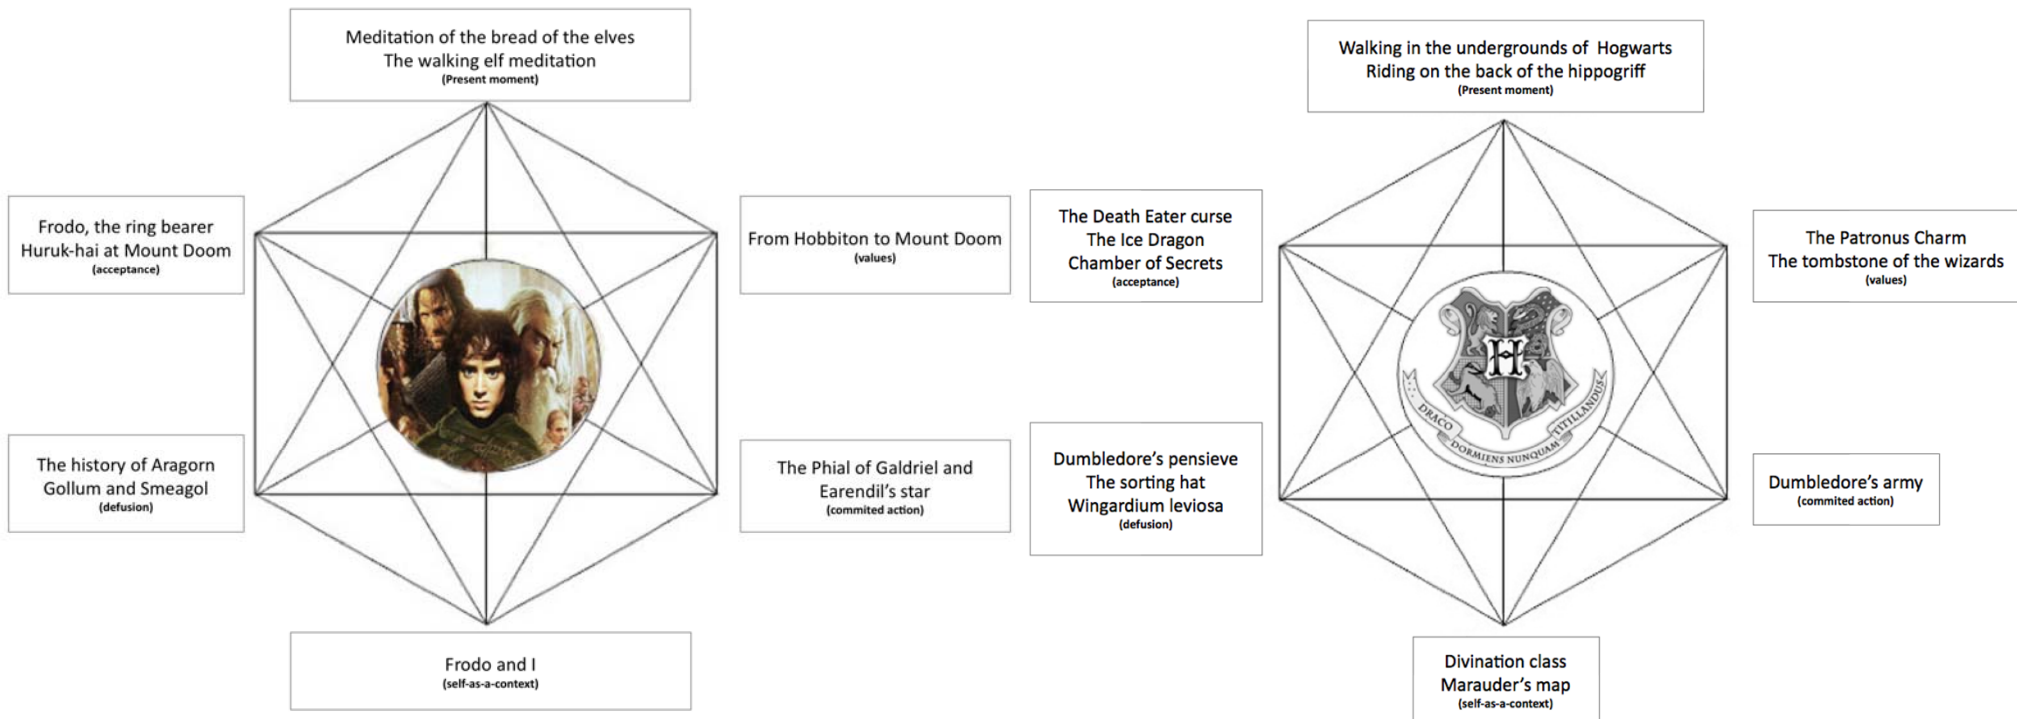 Meditation of the bread of the elves
The walking elf meditation
(Present moment)
Frodo, the ring bearer
Huruk-hai at Mount Doom
(acceptance)
From Hobbiton to Mount Doom
(values)
The history of Aragorn
Gollum and Smeagol
(defusion)
The Phial of Galdriel and
Earendil's star
(commited action)
Frodo and I
(self-as-a-context)
Walking in the undergrounds of Hogwarts
Riding on the back of the hippogriff
(Present moment)
The Death Eater curse
The Ice Dragon
Chamber of Secrets
(acceptance)
The Patronus Charm
The tombstone of the wizards
(values)
H
DRACO DORMIENS NUNQUAM TITILLANDUS
Dumbledore's pensieve
The sorting hat
Wingardium leviosa
(defusion)
Dumbledore's army
(commited action)
Divination class
Marauder's map
(self-as-a-context)